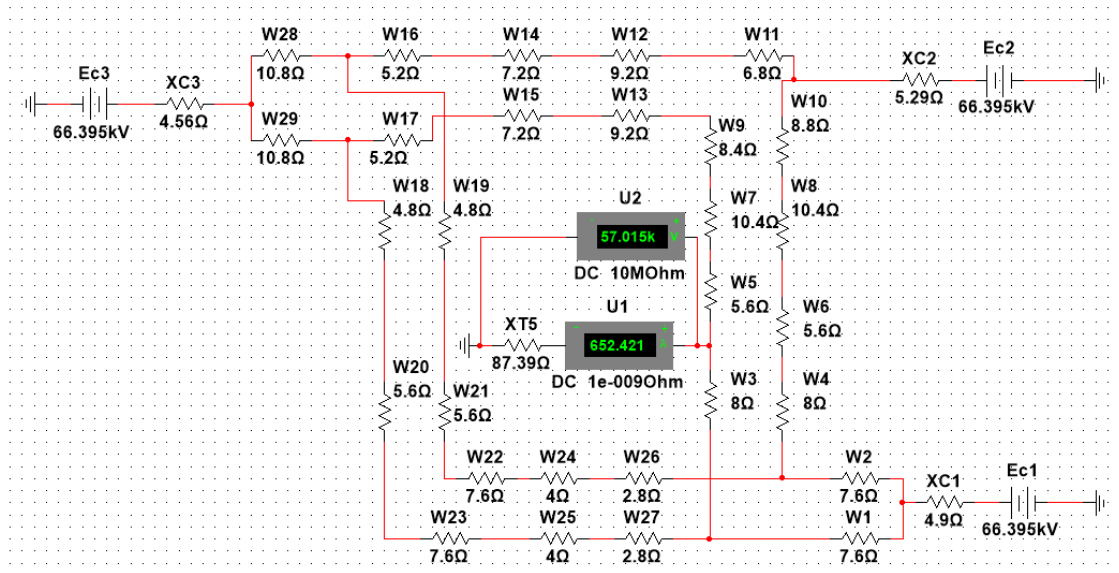 W28
10.8Ω
W16
5.2Ω
W14
7.2Ω
W12
9.2Ω
W11
6.8Ω
XC2
5.29Ω
Ec2
66.395kV
Ec3
66.395kV
XC3
4.56Ω
W29
10.8Ω
W17
5.2Ω
W15
7.2Ω
W13
9.2Ω
W9
8.4Ω
W10
8.8Ω
W18
4.8Ω
W19
4.8Ω
U2
57.015k
V
DC 10MOhm
W7
10.4Ω
W8
10.4Ω
W5
5.6Ω
W6
5.6Ω
U1
XT5
87.39Ω
652.421
A
DC 1e-009Ohm
W20
5.6Ω
W21
5.6Ω
W3
8Ω
W4
8Ω
W22
7.6Ω
W24
4Ω
W26
2.8Ω
W2
7.6Ω
XC1
4.9Ω
Ec1
66.395kV
W23
7.6Ω
W25
4Ω
W27
2.8Ω
W1
7.6Ω